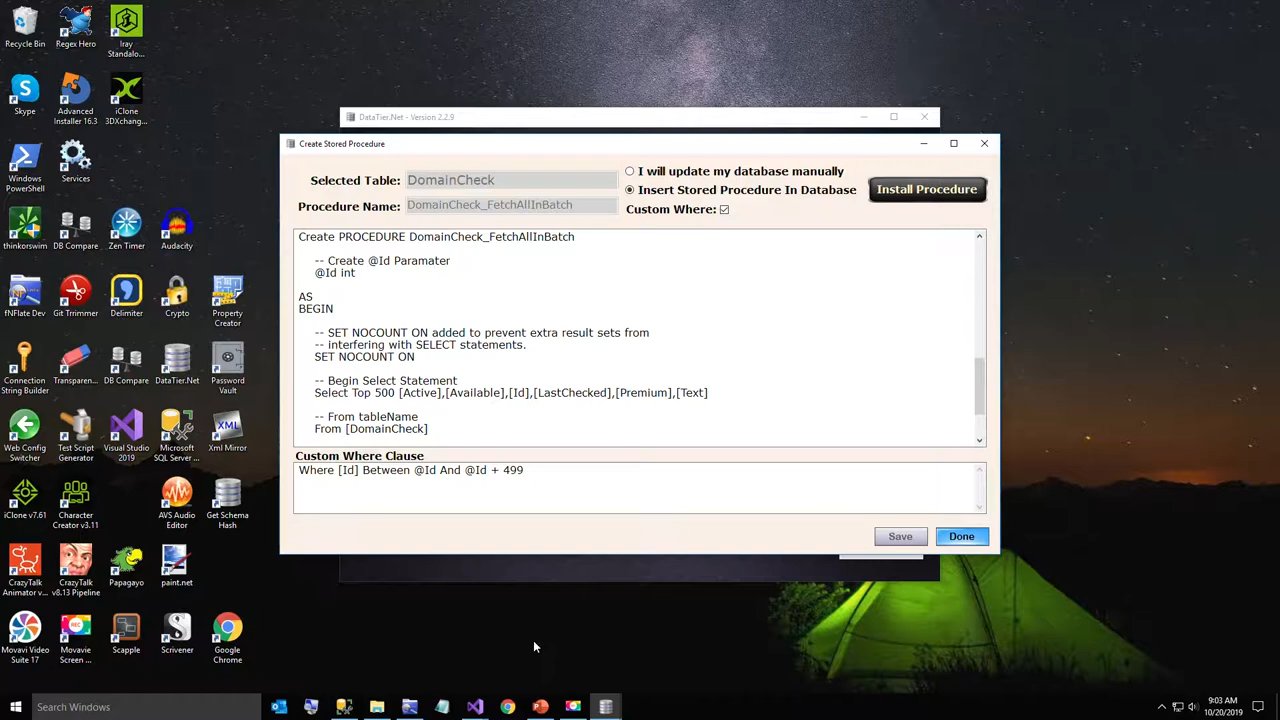 Recycle Bin
Regex Hero
Iray Standalo...
Skype
Advanced Installer 16.3
iClone 3DXchang...
Windows PowerShell
Services
thinkorswim
DB Compare
Zen Timer
Audacity
fNFlate Dev
Git Trimmer
Delimiter
Crypto
Property Creator
Connection String Builder
Transparen...
DB Compare
DataTier.Net
Password Vault
Web Config Switcher
Test Script Generator
Visual Studio 2019
Microsoft SQL Server ...
XML
Xml Mirror
iClone v7.61
Character Creator v3.11
AVS Audio Editor
Get Schema Hash
CrazyTalk Animator v...
CrazyTalk v8.13 Pipeline
Papagayo
paint.net
Movavi Video Suite 17
REC
Movavie Screen ...
Scapple
Scrivener
Google Chrome
DataTier.Net - Version 2.2.9
Create Stored Procedure
Selected Table: DomainCheck
I will update my database manually
Insert Stored Procedure In Database
Install Procedure
Procedure Name: DomainCheck_FetchAllInBatch
Custom Where:
Create PROCEDURE DomainCheck_FetchAllInBatch
-- Create @Id Paramater
@Id int
AS
BEGIN
-- SET NOCOUNT ON added to prevent extra result sets from
-- interfering with SELECT statements.
SET NOCOUNT ON
-- Begin Select Statement
Select Top 500 [Active],[Available],[Id],[LastChecked],[Premium],[Text]
-- From tableName
From [DomainCheck]
Custom Where Clause
Where [Id] Between @Id And @Id + 499
Save
Done
Search Windows
9:03 AM
10/20/2019